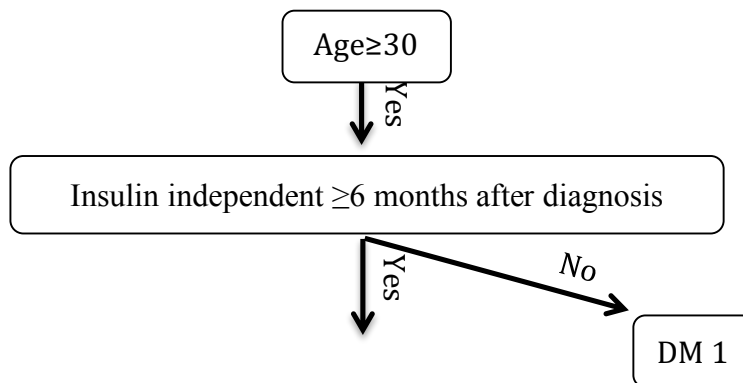 Age≥30
Yes
Insulin independent ≥6 months after diagnosis
Yes
No
DM 1